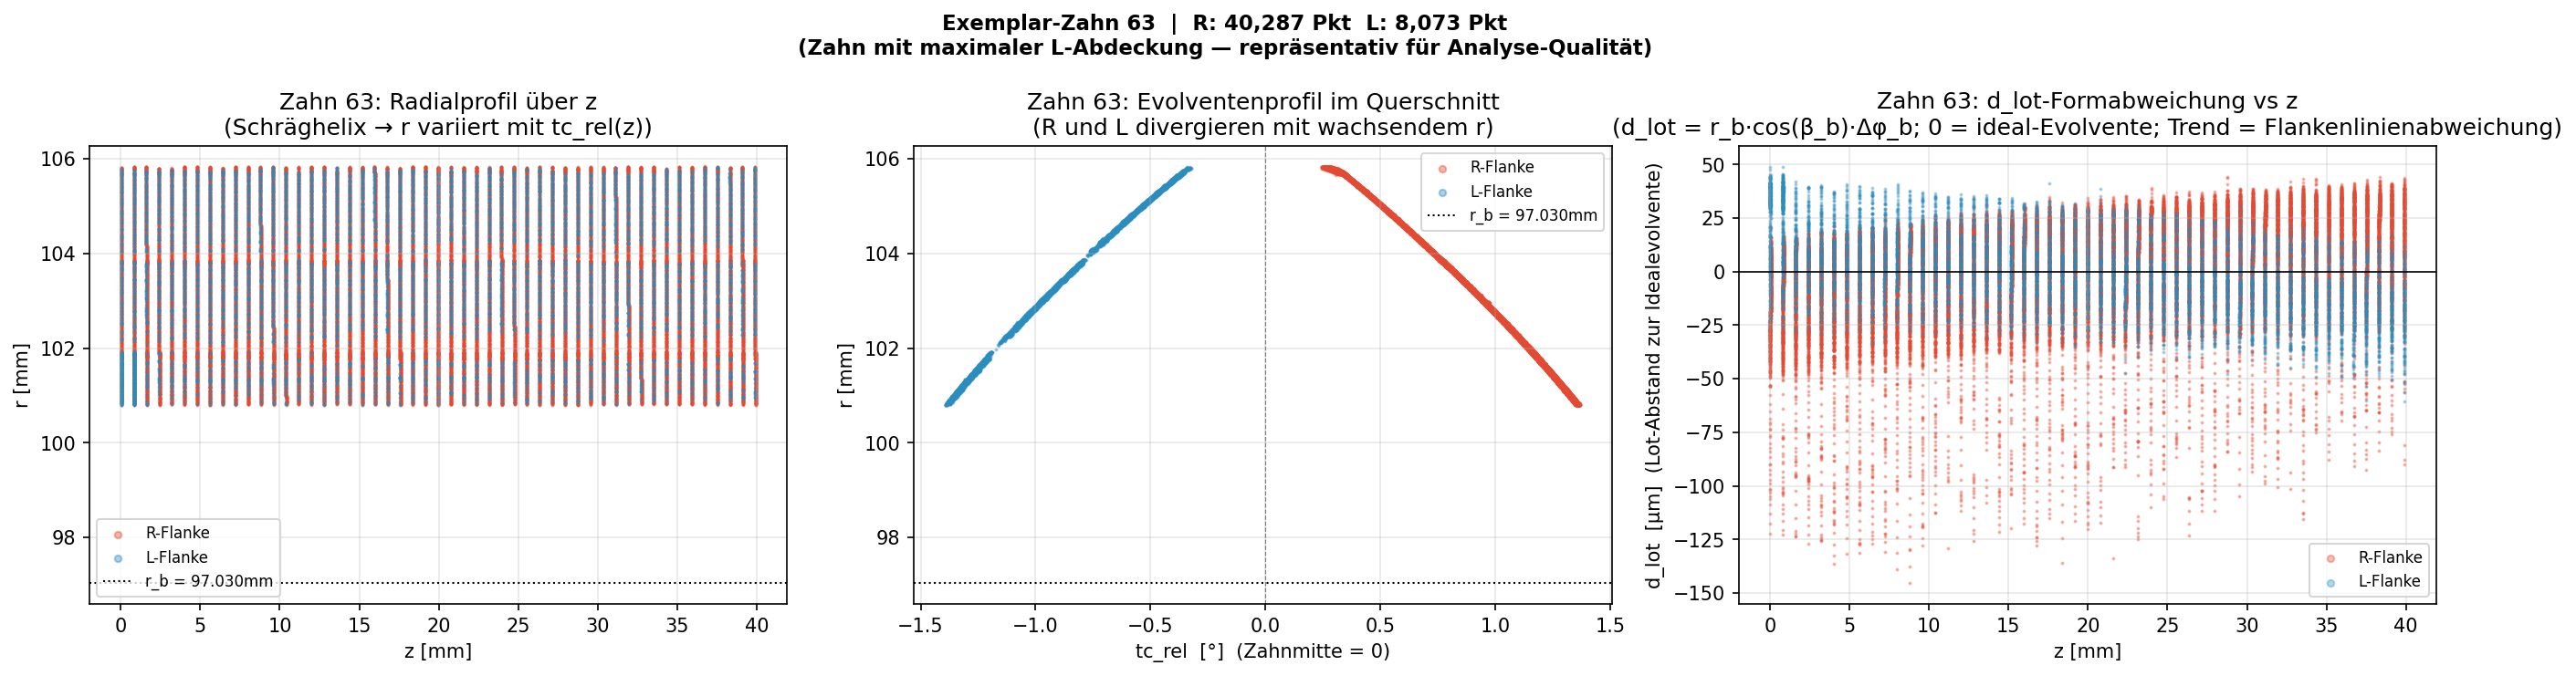 Exemplar-Zahn 63 | R: 40,287 Pkt L: 8,073 Pkt
(Zahn mit maximaler L-Abdeckung — repräsentativ für Analyse-Qualität)
Zahn 63: Radialprofil über z
(Schräghelix → r variiert mit tc_rel(z))
106
104
102
100
98
r [mm]
R-Flanke
L-Flanke
r_b = 97.030mm
0 5 10 15 20 25 30 35 40
z [mm]
Zahn 63: Evolventenprofil im Querschnitt
(R und L divergieren mit wachsendem r)
106
104
102
100
98
r [mm]
R-Flanke
L-Flanke
r_b = 97.030mm
−1.5 −1.0 −0.5 0.0 0.5 1.0 1.5
tc_rel [°] (Zahnmitte = 0)
Zahn 63: d_lot-Formabweichung vs z
(d_lot = r_b·cos(β_b)·Δφ_b; 0 = ideal-Evolvente; Trend = Flankenlinienabweichung)
50
25
0
−25
−50
−75
−100
−125
−150
d_lot [µm] (Lot-Abstand zur Idealevolvente)
R-Flanke
L-Flanke
0 5 10 15 20 25 30 35 40
z [mm]